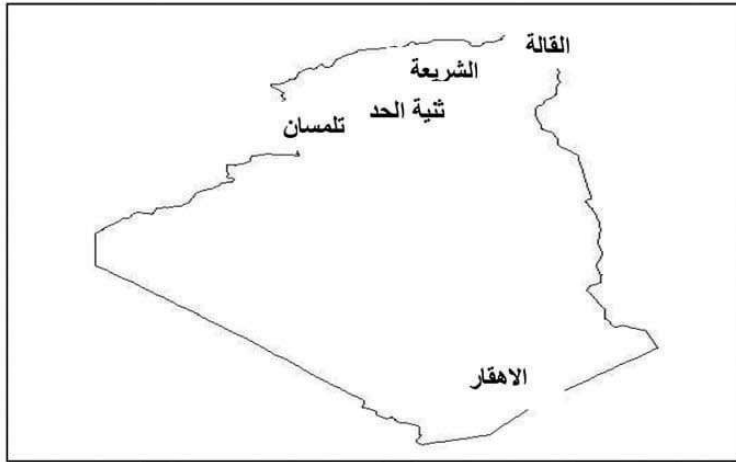 القالة
الشريعة
ثنية الحد
تلمسان
الاهقار